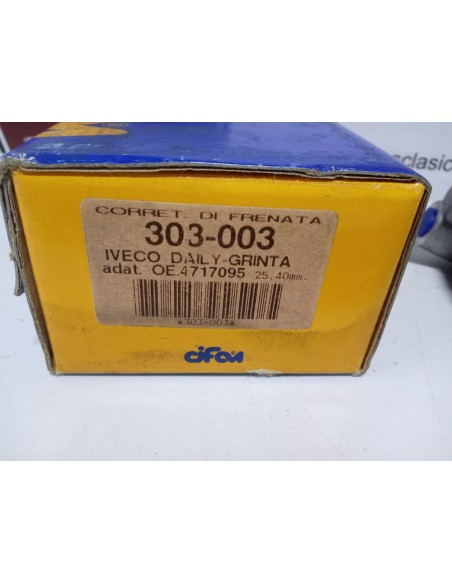 CORRET. DI FRENATA
303-003
IVECO DAILY-GRINTA
adat. OE.4717095 25,40mm.
*303-003*
cifam